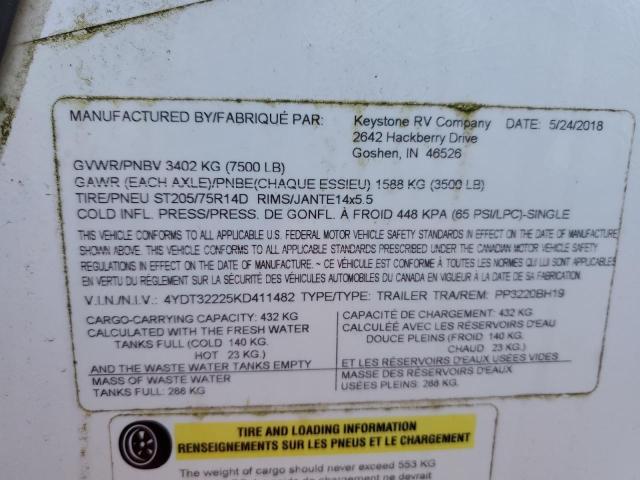 MANUFACTURED BY/FABRIQUÉ PAR: Keystone RV Company DATE: 5/24/2018
2642 Hackberry Drive
Goshen, IN 46526
GVWR/PNBV 3402 KG (7500 LB)
GAWR (EACH AXLE)/PNBE(CHAQUE ESSIEU) 1588 KG (3500 LB)
TIRE/PNEU ST205/75R14D RIMS/JANTE14x5.5
COLD INFL. PRESS/PRESS. DE GONFL. À FROID 448 KPA (65 PSI/LPC)-SINGLE
THIS VEHICLE CONFORMS TO ALL APPLICABLE U.S. FEDERAL MOTOR VEHICLE SAFETY STANDARDS IN EFFECT ON THE DATE OF MANUFACTURE
SHOWN ABOVE. ~ THIS VEHICLE CONFORMS TO ALL APPLICABLE STANDARDS PRESCRIBED UNDER THE CANADIAN MOTOR VEHICLE SAFETY
REGULATIONS IN EFFECT ON THE DATE OF MANUFACTURE. ~ CE VÉHICULE EST CONFORME À TOUTES LES NORMES QUI LUI SONT APPLICABLES
EN VERTU DU RÈGLEMENT SUR LA SÉCURITÉ DES VÉHICULES AUTOMOBILES DU CANADA EN VIGUEUR À LA DATE DE SA FABRICATION.
V.I.N./N.I.V.: 4YDT32225KD411482 TYPE/TYPE: TRAILER TRA/REM: PP3220BH19
CARGO-CARRYING CAPACITY: 432 KG
CALCULATED WITH THE FRESH WATER
TANKS FULL (COLD 140 KG.
HOT 23 KG.)
AND THE WASTE WATER TANKS EMPTY
MASS OF WASTE WATER
TANKS FULL: 288 KG
CAPACITÉ DE CHARGEMENT: 432 KG
CALCULÉE AVEC LES RÉSERVOIRS D'EAU
DOUCE PLEINS (FROID 140 KG.
CHAUD 23 KG.)
ET LES RÉSERVOIRS D'EAUX USÉES VIDES
MASSE DES RÉSERVOIRS D'EAUX
USÉES PLEINS: 288 KG.
TIRE AND LOADING INFORMATION
RENSEIGNEMENTS SUR LES PNEUS ET LE CHARGEMENT
The weight of cargo should never exceed 553 KG
de chargement ne devrait